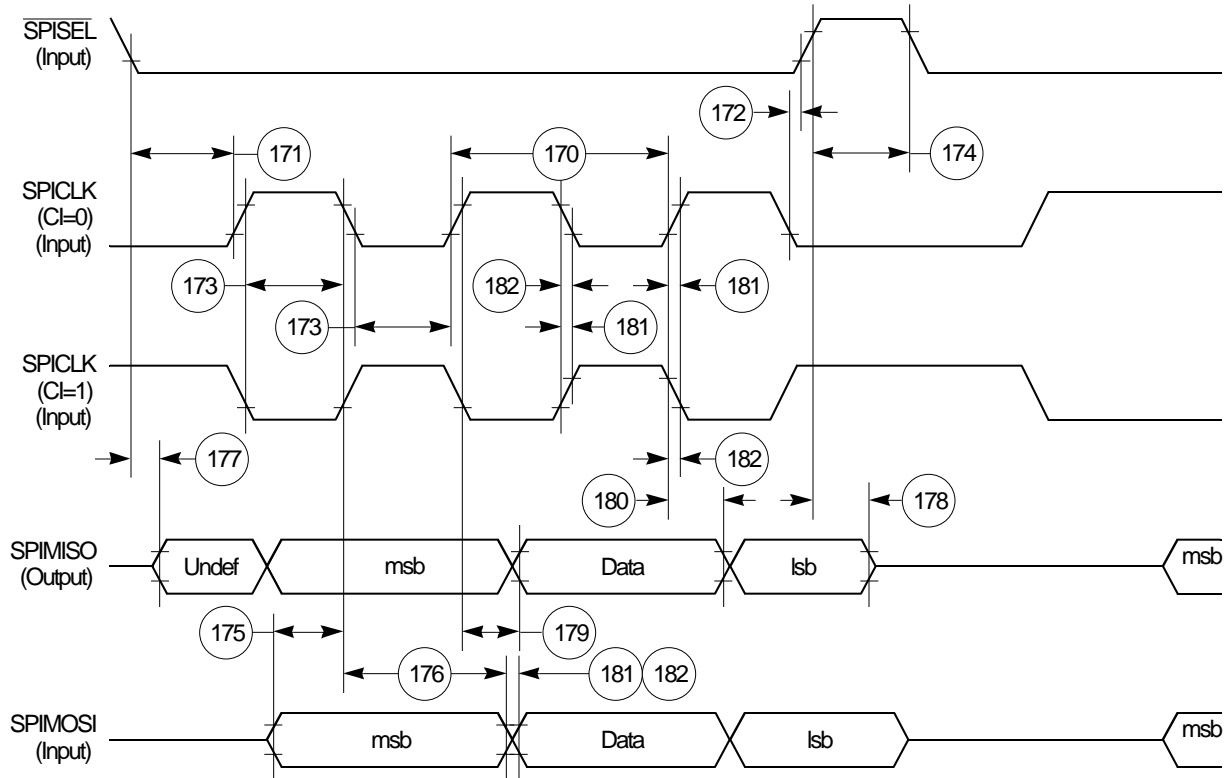 SPISEL
(Input)
172
171
170
174
SPICLK
(CI=0)
(Input)
173
182
181
173
181
SPICLK
(CI=1)
(Input)
177
182
180
178
SPIMISO
(Output)
Undef
msb
Data
lsb
msb
175
179
176
181
182
SPIMOSI
(Input)
msb
Data
lsb
msb